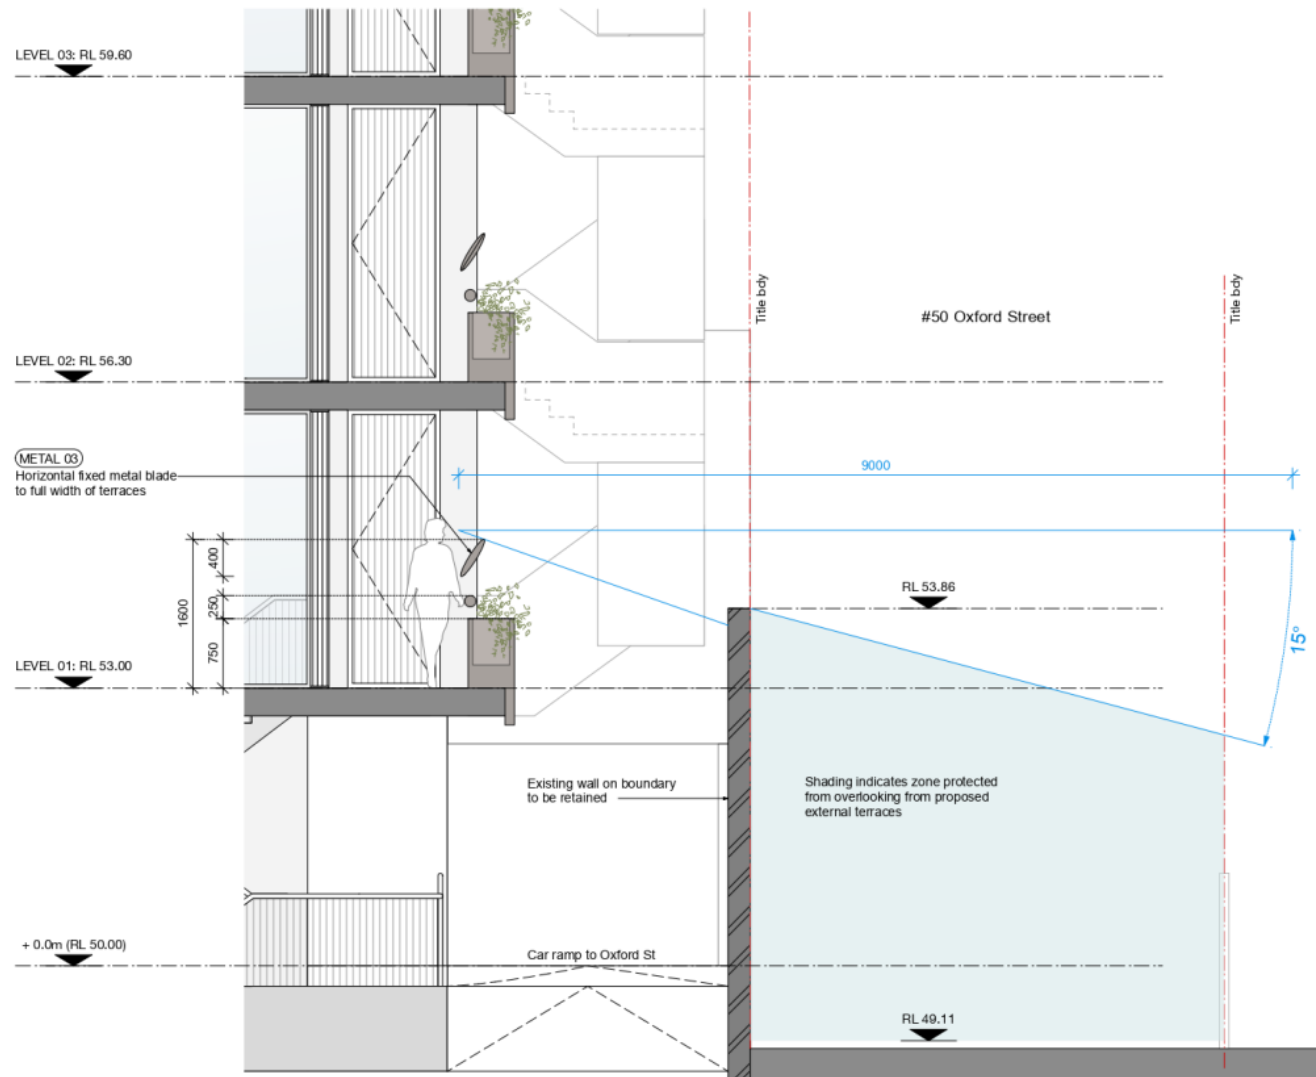 LEVEL 03: RL 59.60
Title bdy
Title bdy
#50 Oxford Street
LEVEL 02: RL 56.30
METAL 03
Horizontal fixed metal blade
to full width of terraces
9000
400
250
1600
750
RL 53.86
15°
LEVEL 01: RL 53.00
Existing wall on boundary
to be retained
Shading indicates zone protected
from overlooking from proposed
external terraces
+ 0.0m (RL 50.00)
Car ramp to Oxford St
RL 49.11